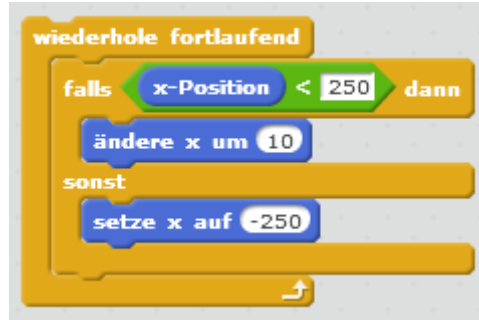 wiederhole fortlaufend
falls x-Position < 250 dann
ändere x um 10
sonst
setze x auf -250